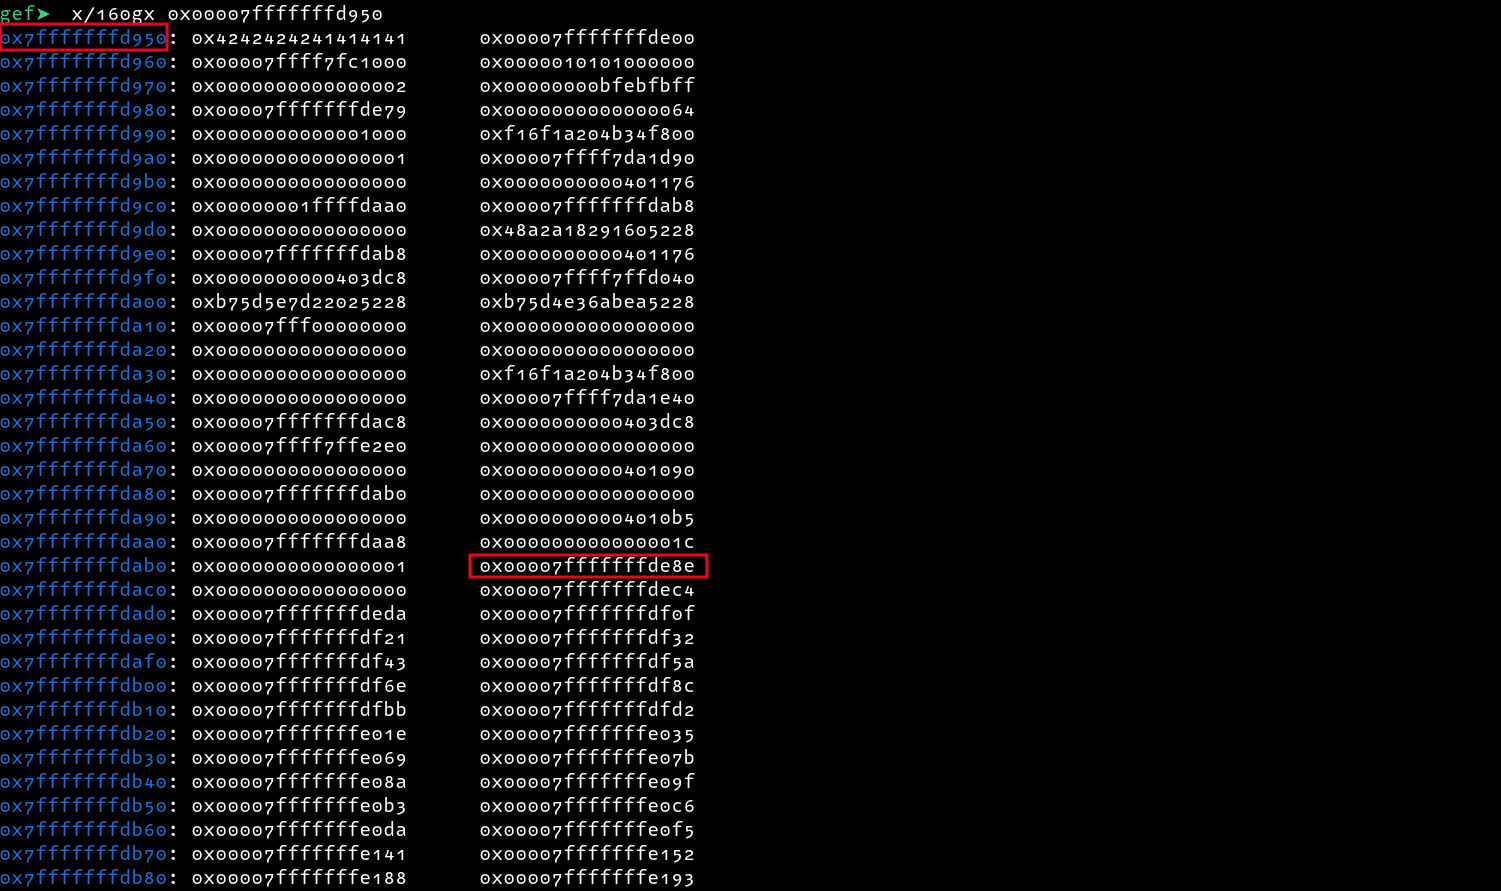 gef➤  x/160gx 0x00007fffffffd950
0x7fffffffd950: 0x4242424241414141 0x00007fffffffde00
0x7fffffffd960: 0x00007ffff7fc1000 0x0000010101000000
0x7fffffffd970: 0x0000000000000002 0x00000000bfebfbff
0x7fffffffd980: 0x00007fffffffde79 0x0000000000000064
0x7fffffffd990: 0x0000000000001000 0xf16f1a204b34f800
0x7fffffffd9a0: 0x0000000000000001 0x00007ffff7da1d90
0x7fffffffd9b0: 0x0000000000000000 0x0000000000401176
0x7fffffffd9c0: 0x00000001ffffdaa0 0x00007fffffffdab8
0x7fffffffd9d0: 0x0000000000000000 0x48a2a18291605228
0x7fffffffd9e0: 0x00007fffffffdab8 0x0000000000401176
0x7fffffffd9f0: 0x0000000000403dc8 0x00007ffff7ffd040
0x7fffffffda00: 0xb75d5e7d22025228 0xb75d4e36abea5228
0x7fffffffda10: 0x00007fff00000000 0x0000000000000000
0x7fffffffda20: 0x0000000000000000 0x0000000000000000
0x7fffffffda30: 0x0000000000000000 0xf16f1a204b34f800
0x7fffffffda40: 0x0000000000000000 0x00007ffff7da1e40
0x7fffffffda50: 0x00007fffffffdac8 0x0000000000403dc8
0x7fffffffda60: 0x00007ffff7ffe2e0 0x0000000000000000
0x7fffffffda70: 0x0000000000000000 0x0000000000401090
0x7fffffffda80: 0x00007fffffffdab0 0x0000000000000000
0x7fffffffda90: 0x0000000000000000 0x00000000004010b5
0x7fffffffdaa0: 0x00007fffffffdaa8 0x000000000000001c
0x7fffffffdab0: 0x0000000000000001 0x00007fffffffde8e
0x7fffffffdac0: 0x0000000000000000 0x00007fffffffdec4
0x7fffffffdad0: 0x00007fffffffdeda 0x00007fffffffdf0f
0x7fffffffdae0: 0x00007fffffffdf21 0x00007fffffffdf32
0x7fffffffdaf0: 0x00007fffffffdf43 0x00007fffffffdf5a
0x7fffffffdb00: 0x00007fffffffdf6e 0x00007fffffffdf8c
0x7fffffffdb10: 0x00007fffffffdfbb 0x00007fffffffdfd2
0x7fffffffdb20: 0x00007fffffffe01e 0x00007fffffffe035
0x7fffffffdb30: 0x00007fffffffe069 0x00007fffffffe07b
0x7fffffffdb40: 0x00007fffffffe08a 0x00007fffffffe09f
0x7fffffffdb50: 0x00007fffffffe0b3 0x00007fffffffe0c6
0x7fffffffdb60: 0x00007fffffffe0da 0x00007fffffffe0f5
0x7fffffffdb70: 0x00007fffffffe141 0x00007fffffffe152
0x7fffffffdb80: 0x00007fffffffe188 0x00007fffffffe193